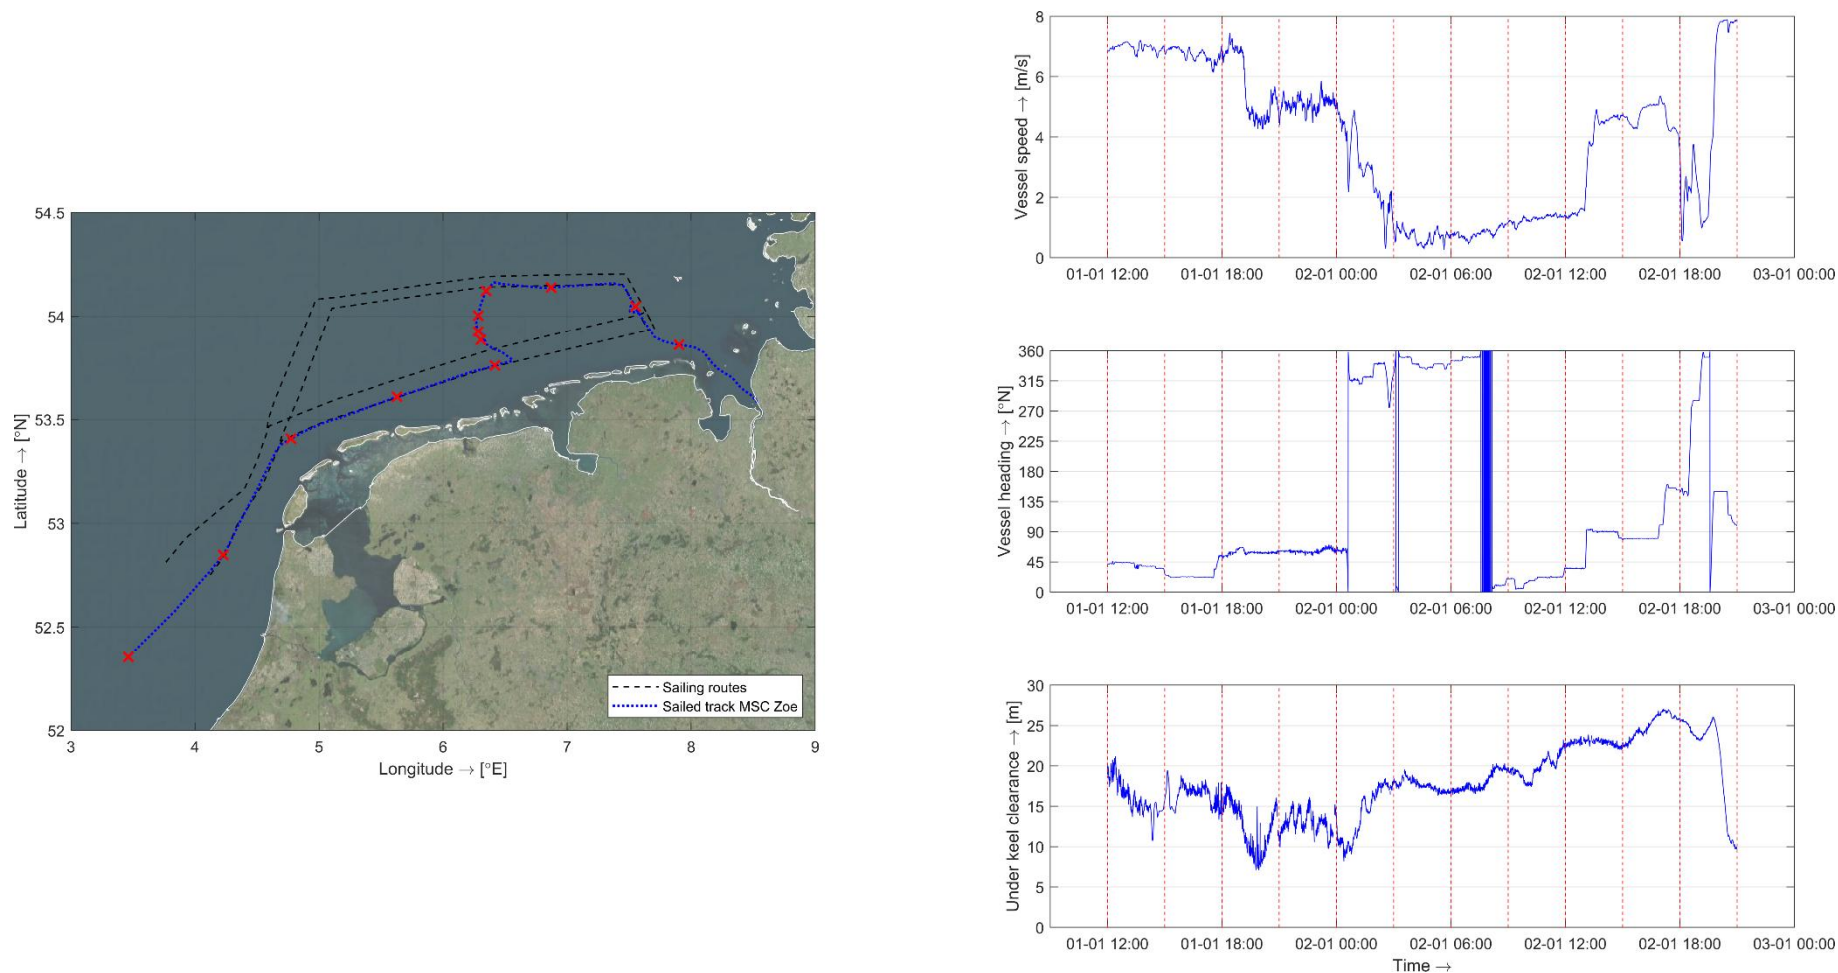 54.5
54
53.5
53
52.5
52
Latitude → [°N]
3 4 5 6 7 8 9
Longitude → [°E]
Sailing routes
Sailed track MSC Zoe
8
6
4
2
0
Vessel speed → [m/s]
01-01 12:00 01-01 18:00 02-01 00:00 02-01 06:00 02-01 12:00 02-01 18:00 03-01 00:00
360
315
270
225
180
135
90
45
0
Vessel heading → [°N]
01-01 12:00 01-01 18:00 02-01 00:00 02-01 06:00 02-01 12:00 02-01 18:00 03-01 00:00
30
25
20
15
10
5
0
Under keel clearance → [m]
01-01 12:00 01-01 18:00 02-01 00:00 02-01 06:00 02-01 12:00 02-01 18:00 03-01 00:00
Time →